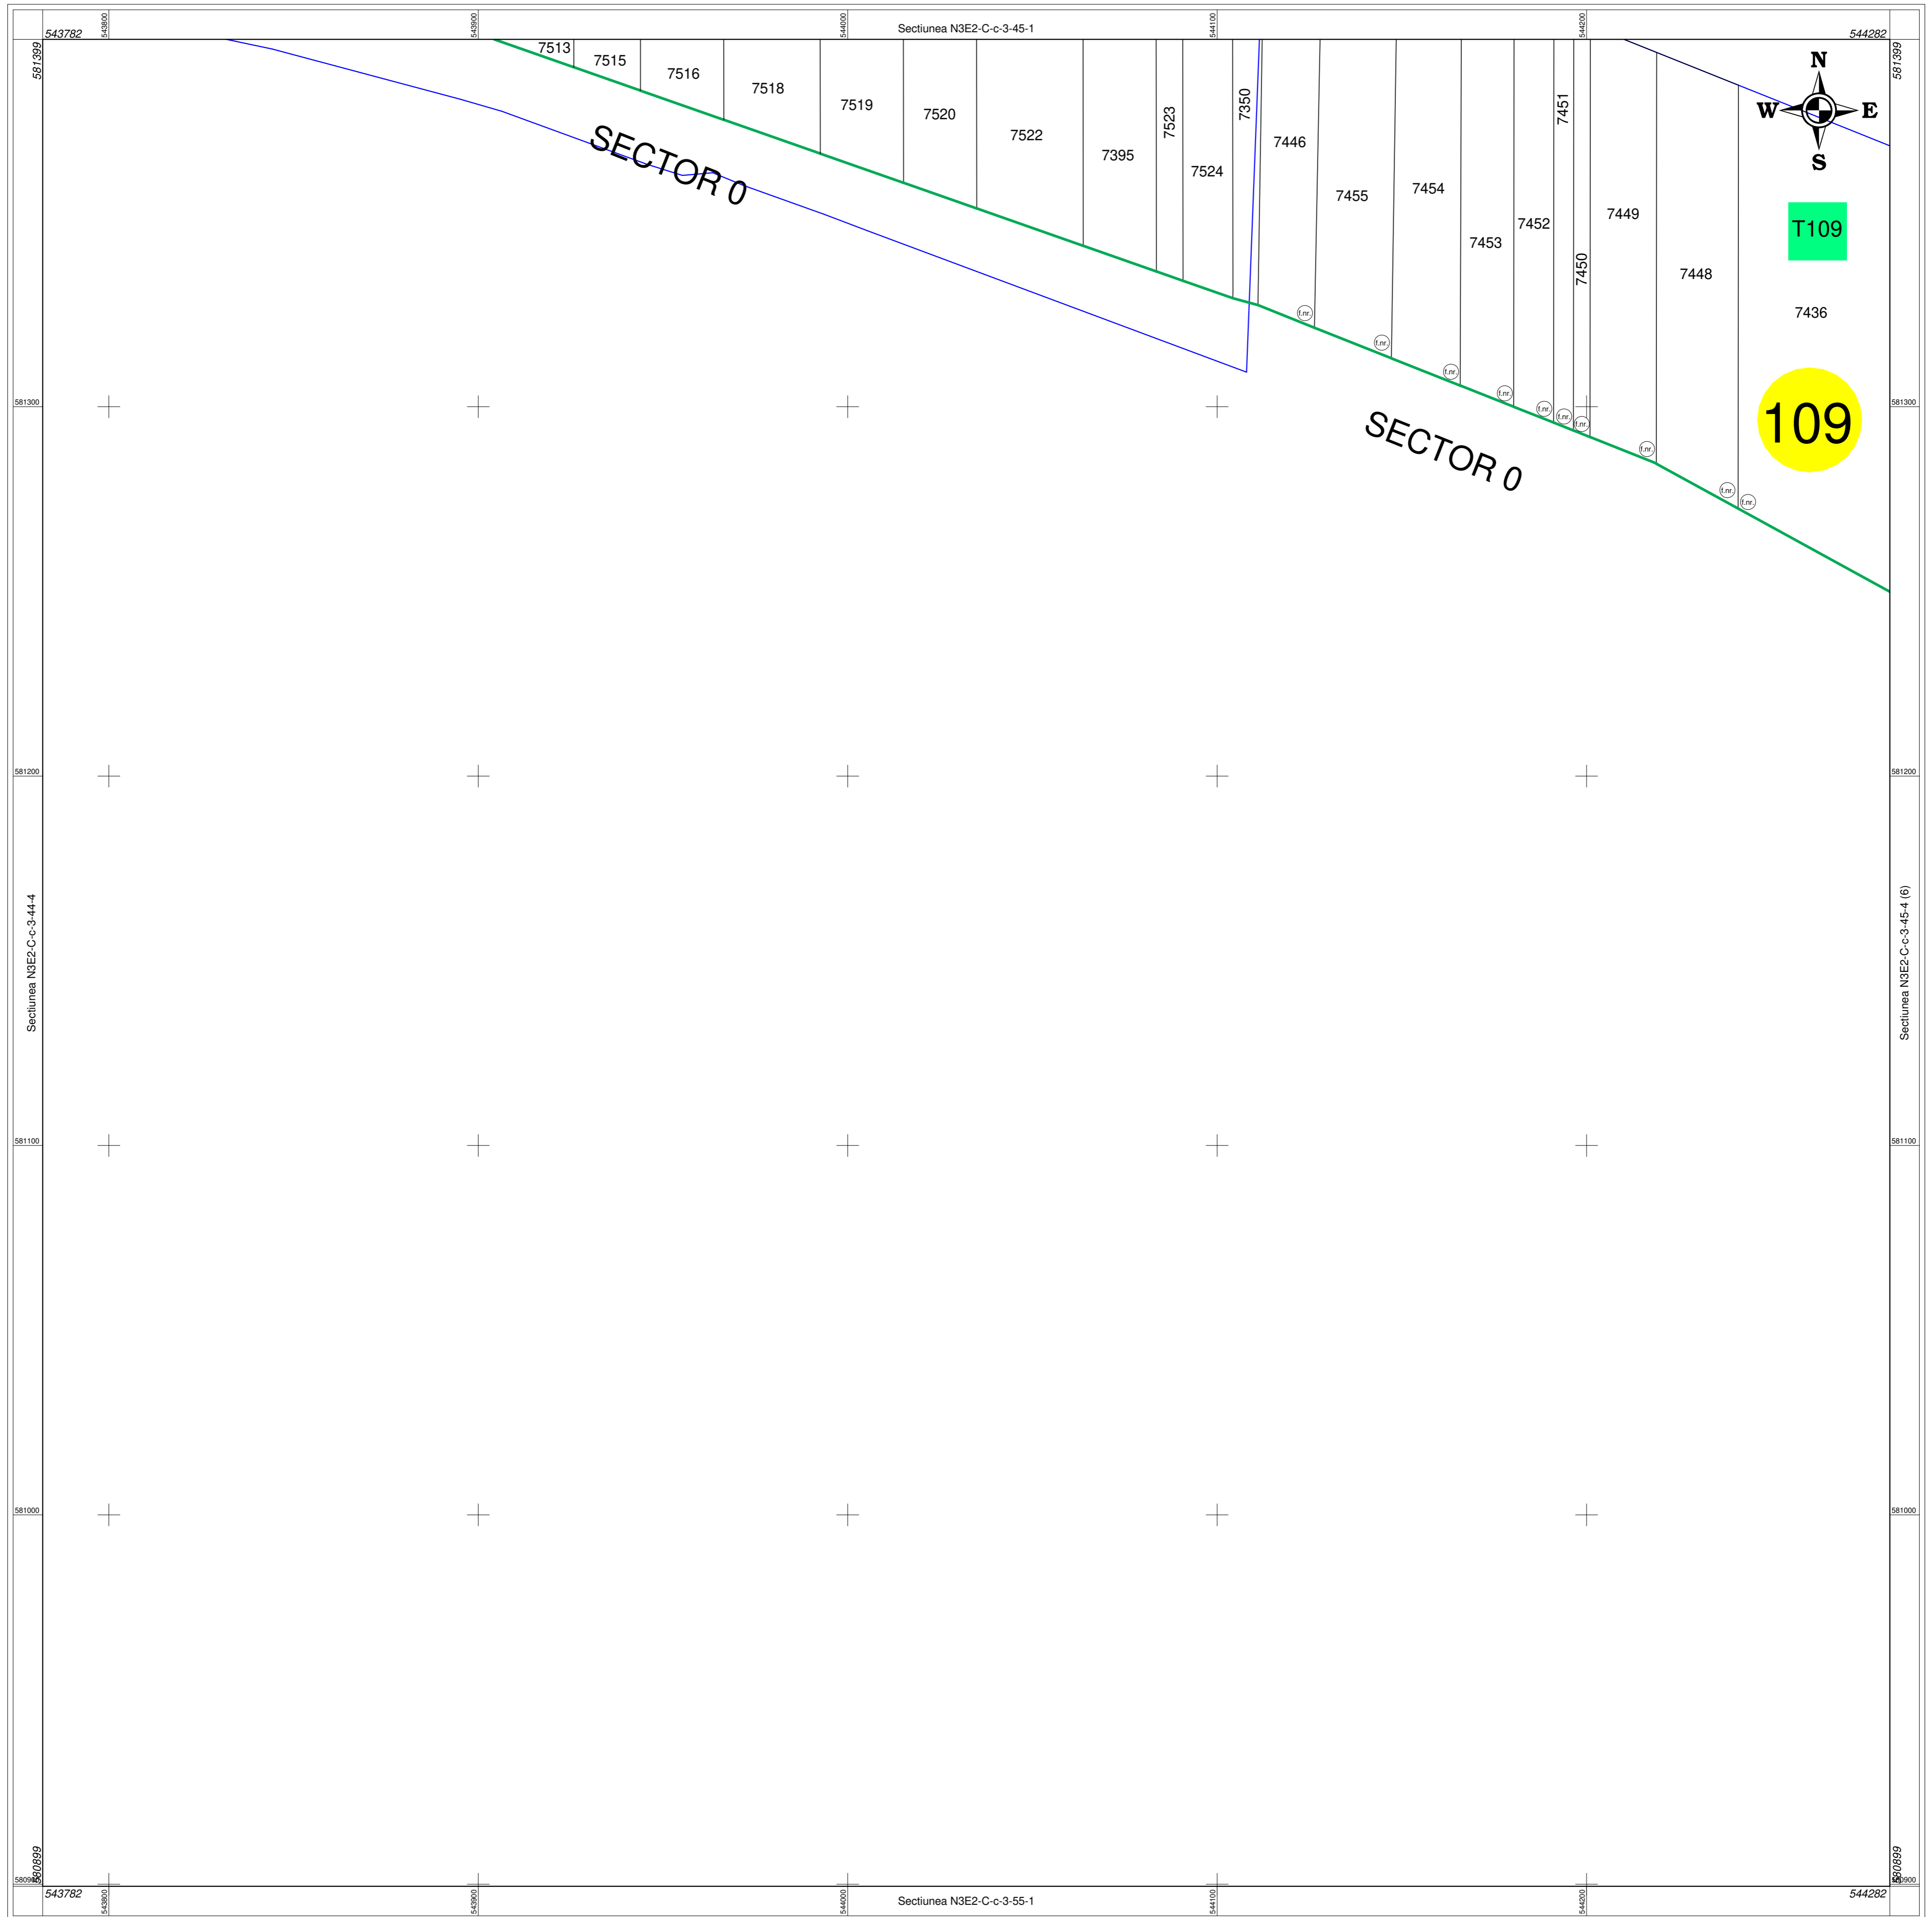 543800
543900
544000
Sectiunea N3E2-C-c-3-45-1
544100
544200
543782
544282
581399
581399
7513
7515
7516
7518
7519
7520
7522
7395
7523
7524
7350
7446
7455
7454
7453
7452
7451
7450
7449
7448
7436
N
W
E
S
T109
109
SECTOR 0
SECTOR 0
f.nr.
f.nr.
f.nr.
f.nr.
f.nr.
f.nr.
f.nr.
f.nr.
f.nr.
f.nr.
581300
581300
581200
581200
Sectiunea N3E2-C-c-3-44-4
Sectiunea N3E2-C-c-3-45-4 (6)
581100
581100
581000
581000
580899
580899
580900
580900
543782
544282
543800
543900
544000
Sectiunea N3E2-C-c-3-55-1
544100
544200